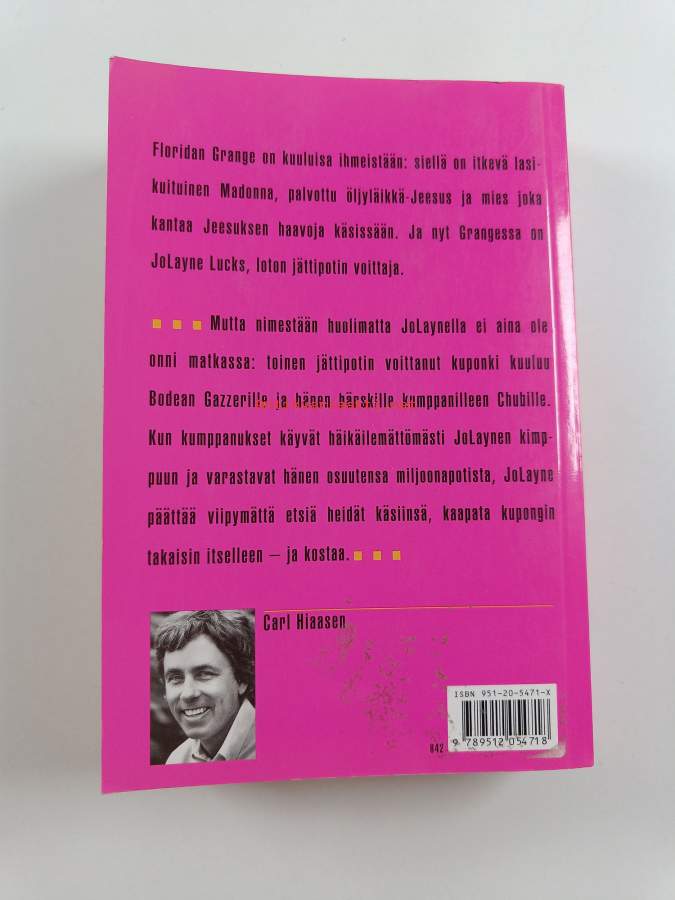 Floridan Grange on kuuluisa ihmeistään: siellä on itkevä lasi-
kuituinen Madonna, palvottu öljyläikkä-Jeesus ja mies joka
kantaa Jeesuksen haavoja käsissään. Ja nyt Grangessa on
JoLayne Lucks, loton jättipotin voittaja.
Mutta nimestään huolimatta JoLaynella ei aina ole
onni matkassa: toinen jättipotin voittanut kuponki kuuluu
Bodean Gazzerille ja hänen härskille kumppanilleen Chubille.
Kun kumppanukset käyvät häikäilemättömästi JoLaynen kimp-
puun ja varastavat hänen osuutensa miljoonapotista, JoLayne
päättää viipymättä etsiä heidät käsiinsä, kaapata kupongin
takaisin itselleen – ja kostaa.
Carl Hiaasen
ISBN 951-20-5471-X
842
9 789512 054718